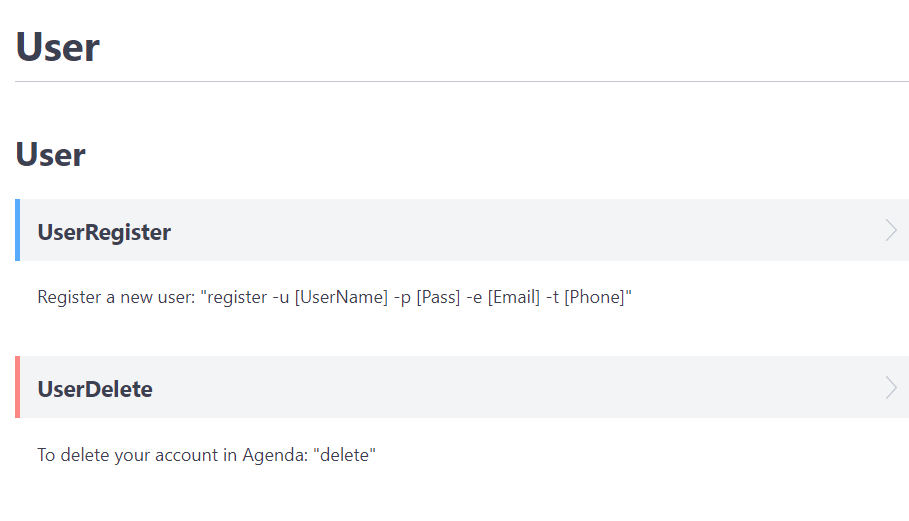 User
User
UserRegister
Register a new user: "register -u [UserName] -p [Pass] -e [Email] -t [Phone]"
UserDelete
To delete your account in Agenda: "delete"